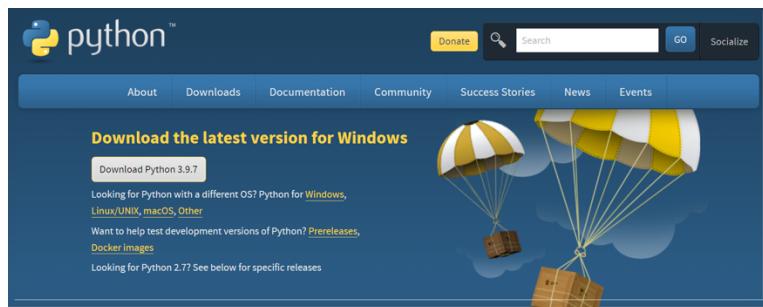 python™
Donate
Search
GO
Socialize
About Downloads Documentation Community Success Stories News Events
Download the latest version for Windows
Download Python 3.9.7
Looking for Python with a different OS? Python for Windows,
Linux/UNIX, macOS, Other
Want to help test development versions of Python? Prereleases,
Docker images
Looking for Python 2.7? See below for specific releases